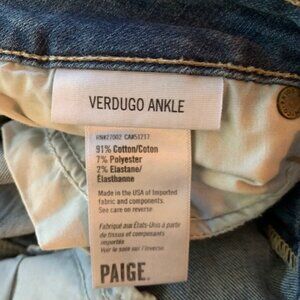 VERDUGO ANKLE
RN#27002 CA#51217
91% Cotton/Coton
7% Polyester
2% Elastane/
Élasthanne
Made in the USA of Imported
fabric and components.
See care on reverse
Fabriqué aux États-Unis à partir
de tissus et composants
importés
Voir le soin sur l'inverse
PAIGE.